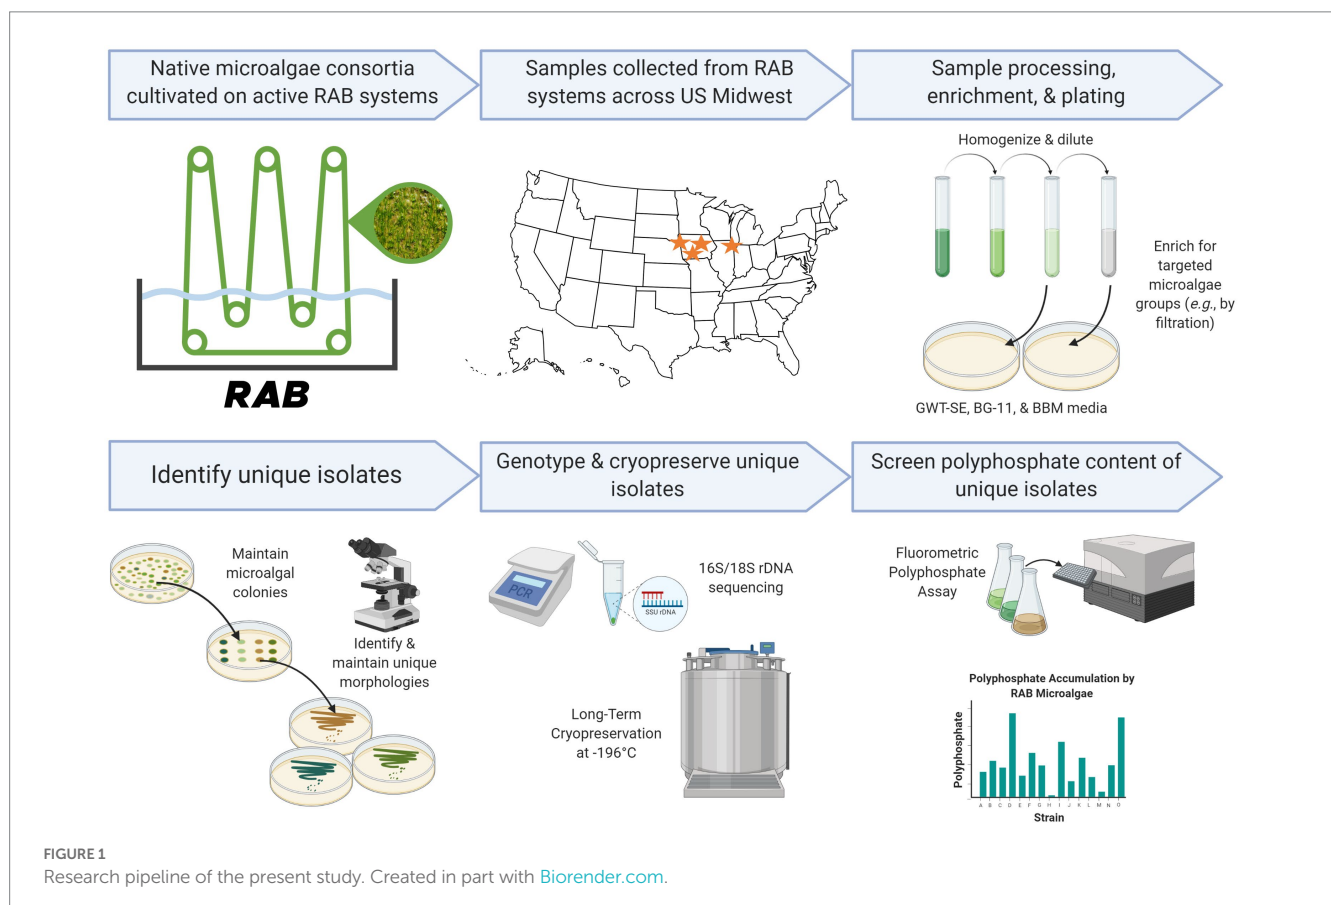 Native microalgae consortia
cultivated on active RAB systems
Samples collected from RAB
systems across US Midwest
Sample processing,
enrichment, & plating
RAB
Homogenize & dilute
Enrich for
targeted
microalgae
groups (e.g., by
filtration)
GWT-SE, BG-11, & BBM media
Identify unique isolates
Genotype & cryopreserve unique
isolates
Screen polyphosphate content of
unique isolates
Maintain
microalgal
colonies
Identify &
maintain unique
morphologies
PCR
SSU rDNA
16S/18S rDNA
sequencing
Long-Term
Cryopreservation
at -196°C
Fluorometric
Polyphosphate
Assay
Polyphosphate Accumulation by
RAB Microalgae
Polyphosphate
A B C D E F G H I J K L M N O
Strain
FIGURE 1
Research pipeline of the present study. Created in part with Biorender.com.